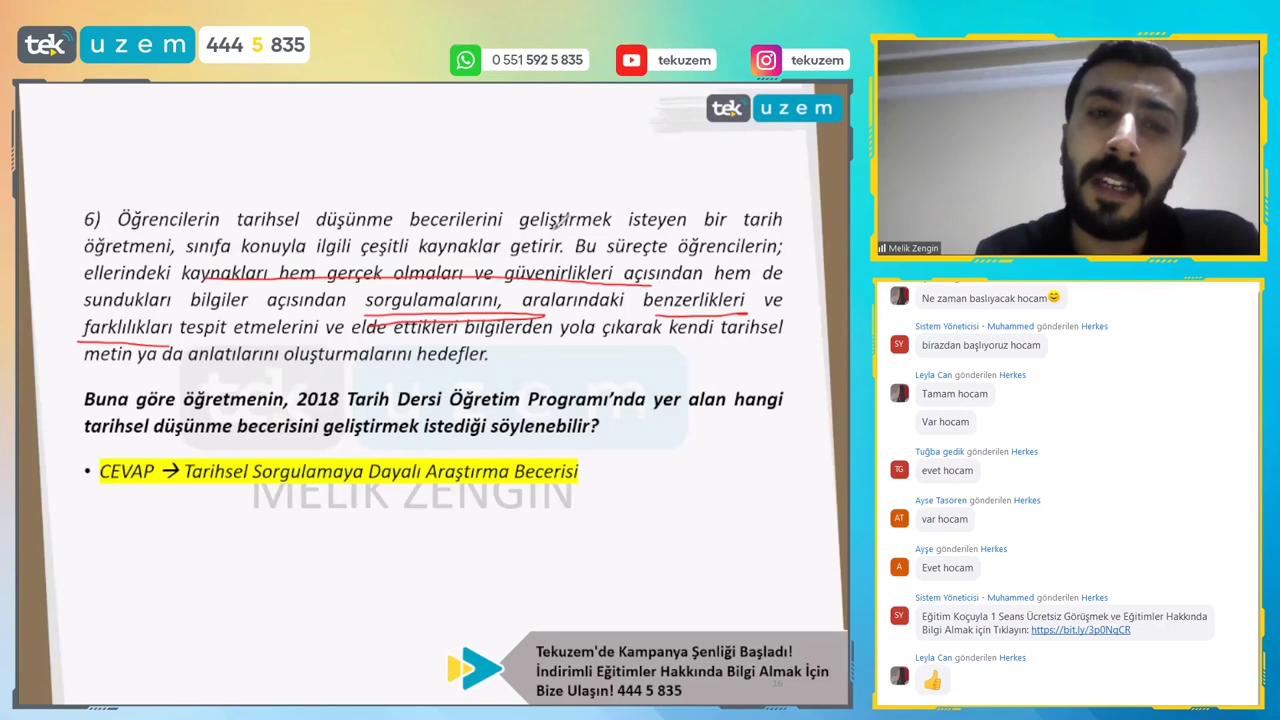 tek uzem 444 5 835
0 551 592 5 835
tekuzem
tekuzem
tek uzem
6) Öğrencilerin tarihsel düşünme becerilerini geliştirmek isteyen bir tarih
öğretmeni, sınıfa konuyla ilgili çeşitli kaynaklar getirir. Bu süreçte öğrencilerin;
ellerindeki kaynakları hem gerçek olmaları ve güvenirlikleri açısından hem de
sundukları bilgiler açısından sorgulamalarını, aralarındaki benzerlikleri ve
farklılıkları tespit etmelerini ve elde ettikleri bilgilerden yola çıkarak kendi tarihsel
metin ya da anlatılarını oluşturmalarını hedefler.
Buna göre öğretmenin, 2018 Tarih Dersi Öğretim Programı’nda yer alan hangi
tarihsel düşünme becerisini geliştirmek istediği söylenebilir?
• CEVAP → Tarihsel Sorgulamaya Dayalı Araştırma Becerisi
tek uzem
MELİK ZENGİN
Tekuzem'de Kampanya Şenliği Başladı!
İndirimli Eğitimler Hakkında Bilgi Almak İçin
Bize Ulaşın! 444 5 835
16
Melik Zengin
Ne zaman baslıyacak hocam😊
Sistem Yöneticisi - Muhammed gönderilen Herkes
SY
birazdan başlıyoruz hocam
Leyla Can gönderilen Herkes
Tamam hocam
Var hocam
Tuğba gedik gönderilen Herkes
TG
evet hocam
Ayse Tasoren gönderilen Herkes
AT
var hocam
Ayşe gönderilen Herkes
A
Evet hocam
Sistem Yöneticisi - Muhammed gönderilen Herkes
SY
Eğitim Koçuyla 1 Seans Ücretsiz Görüşmek ve Eğitimler Hakkında
Bilgi Almak için Tıklayın: https://bit.ly/3p0NqCR
Leyla Can gönderilen Herkes
👍